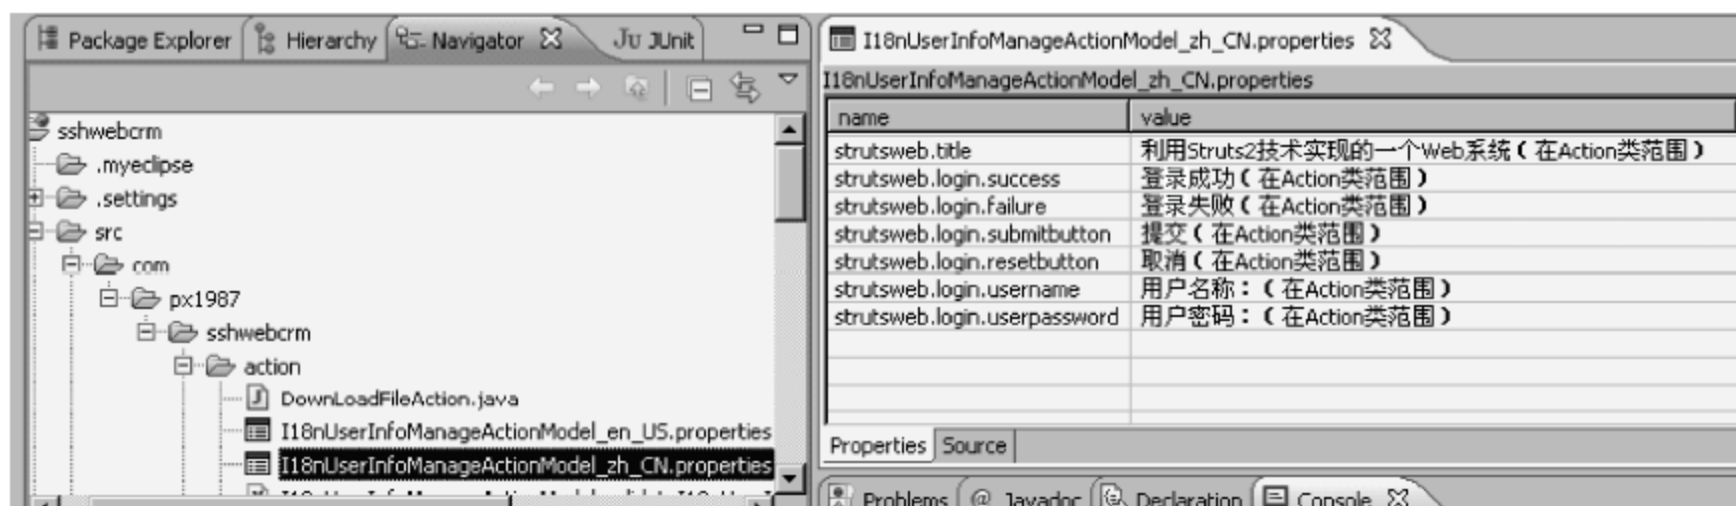 Package Explorer
Hierarchy
Navigator
JUnit
sshwebcrm
.myeclipse
.settings
src
com
px1987
sshwebcrm
action
DownLoadFileAction.java
I18nUserInfoManageActionModel_en_US.properties
I18nUserInfoManageActionModel_zh_CN.properties
I18nUserInfoManageActionModel_zh_CN.properties
I18nUserInfoManageActionModel_zh_CN.properties
name value
strutsweb.title 利用Struts2技术实现的一个Web系统(在Action类范围)
strutsweb.login.success 登录成功(在Action类范围)
strutsweb.login.failure 登录失败(在Action类范围)
strutsweb.login.submitbutton 提交(在Action类范围)
strutsweb.login.resetbutton 取消(在Action类范围)
strutsweb.login.username 用户名称:(在Action类范围)
strutsweb.login.userpassword 用户密码:(在Action类范围)
Properties Source
Problems @ Javadoc Declaration Console